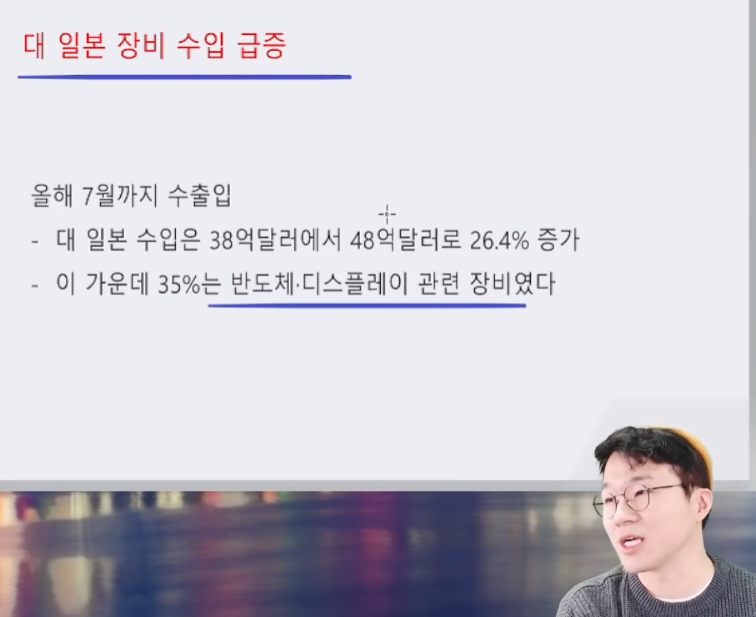 대 일본 장비 수입 급증
올해 7월까지 수출입
- 대 일본 수입은 38억달러에서 48억달러로 26.4% 증가
- 이 가운데 35%는 반도체·디스플레이 관련 장비였다